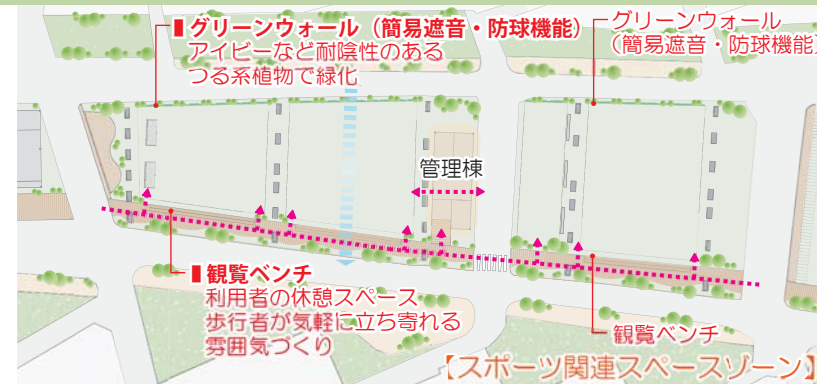 ▮グリーンウォール（簡易遮音・防球機能）
アイビーなど耐陰性のある
つる系植物で緑化
グリーンウォール
（簡易遮音・防球機能）
管理棟
▮観覧ベンチ
利用者の休憩スペース
歩行者が気軽に立ち寄れる
雰囲気づくり
観覧ベンチ
【スポーツ関連スペースゾーン】